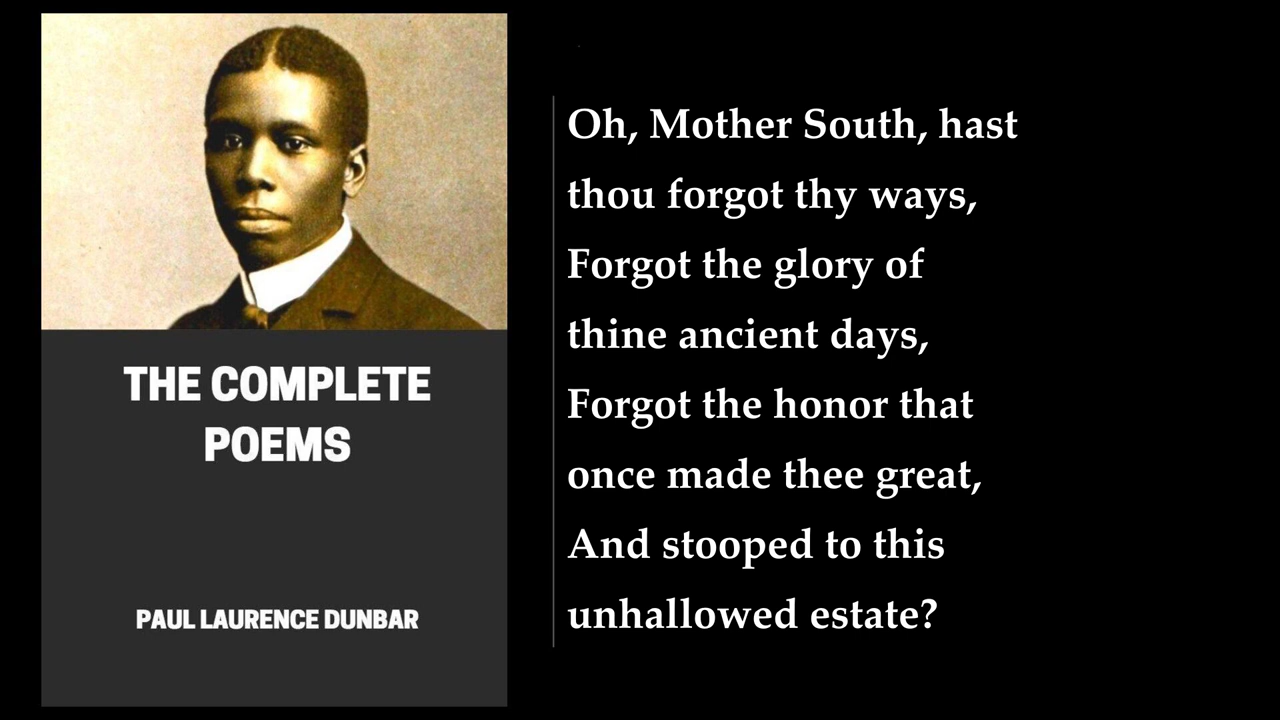 THE COMPLETE
POEMS
PAUL LAURENCE DUNBAR
Oh, Mother South, hast
thou forgot thy ways,
Forgot the glory of
thine ancient days,
Forgot the honor that
once made thee great,
And stooped to this
unhallowed estate?